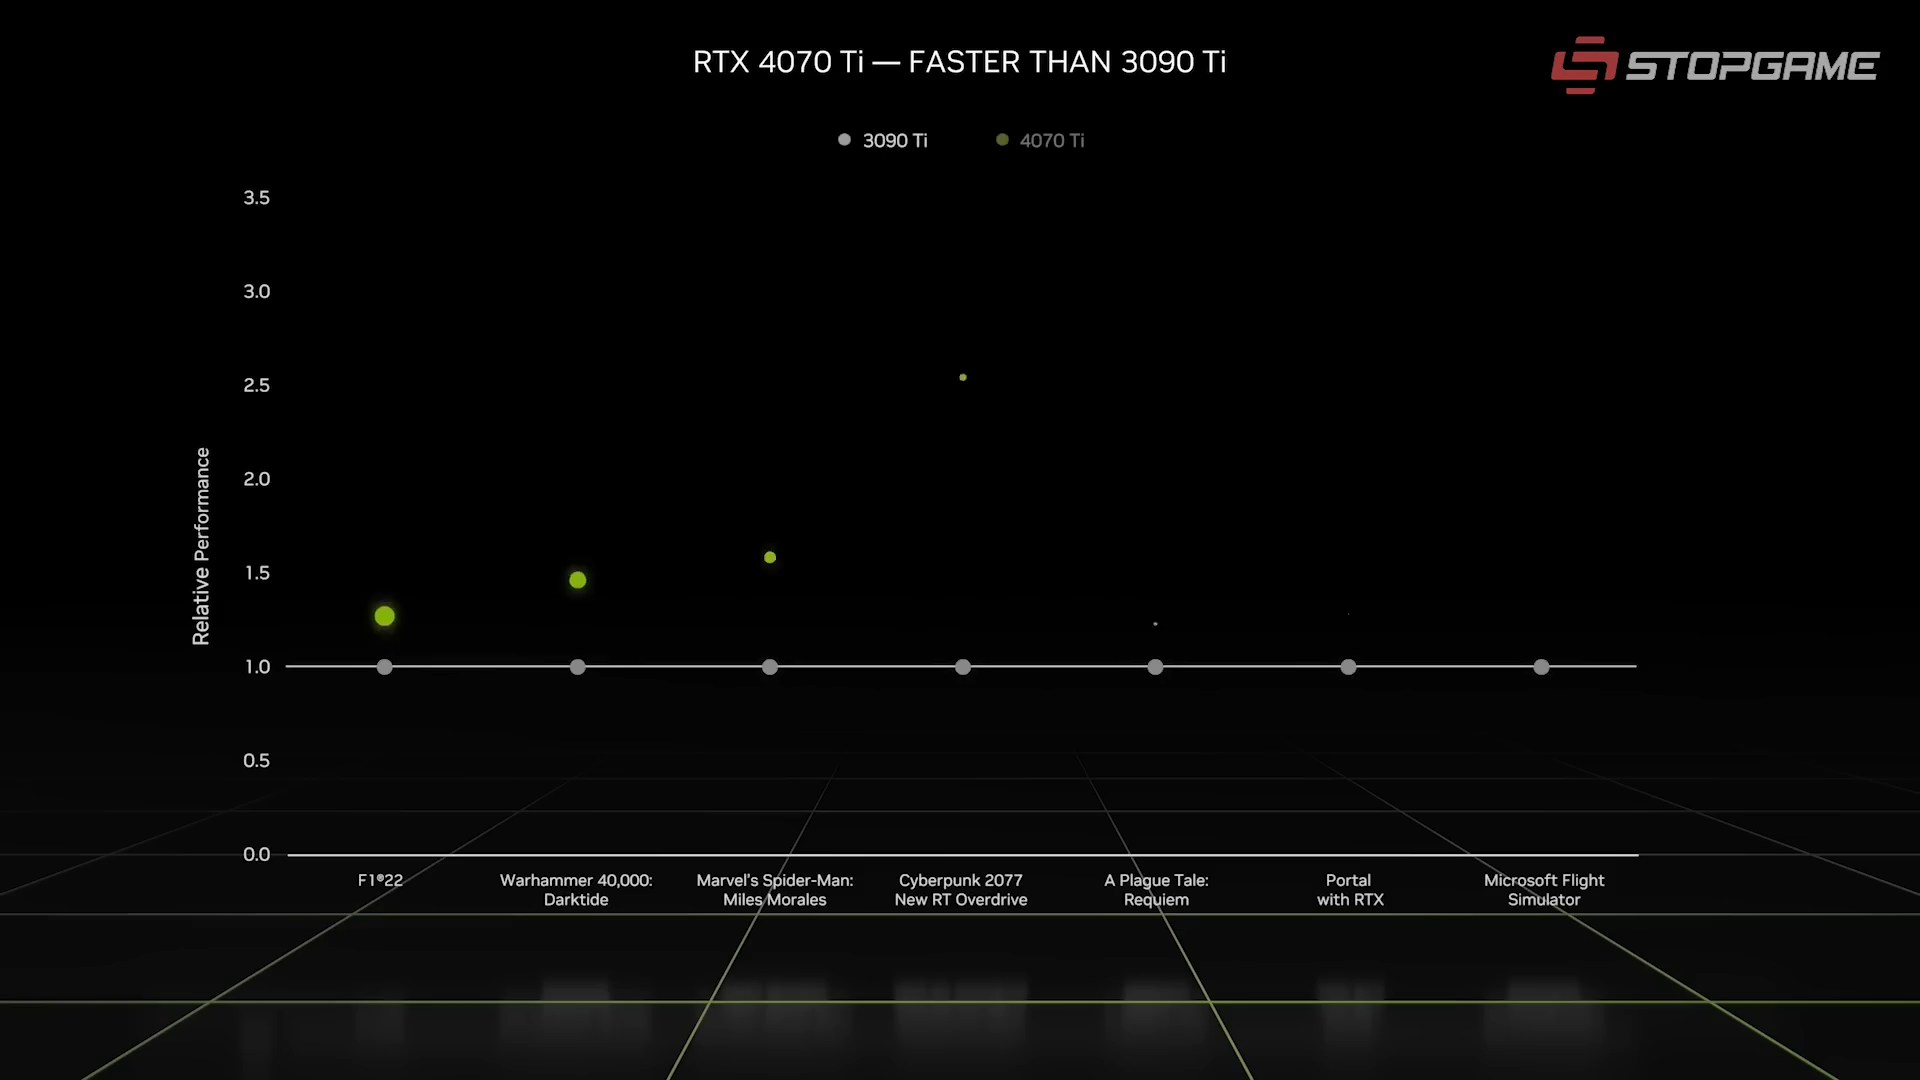 RTX 4070 Ti — FASTER THAN 3090 Ti
STOPGAME
3090 Ti
4070 Ti
3.5
3.0
2.5
2.0
1.5
1.0
0.5
0.0
Relative Performance
F1®22
Warhammer 40,000:
Darktide
Marvel's Spider-Man:
Miles Morales
Cyberpunk 2077
New RT Overdrive
A Plague Tale:
Requiem
Portal
with RTX
Microsoft Flight
Simulator